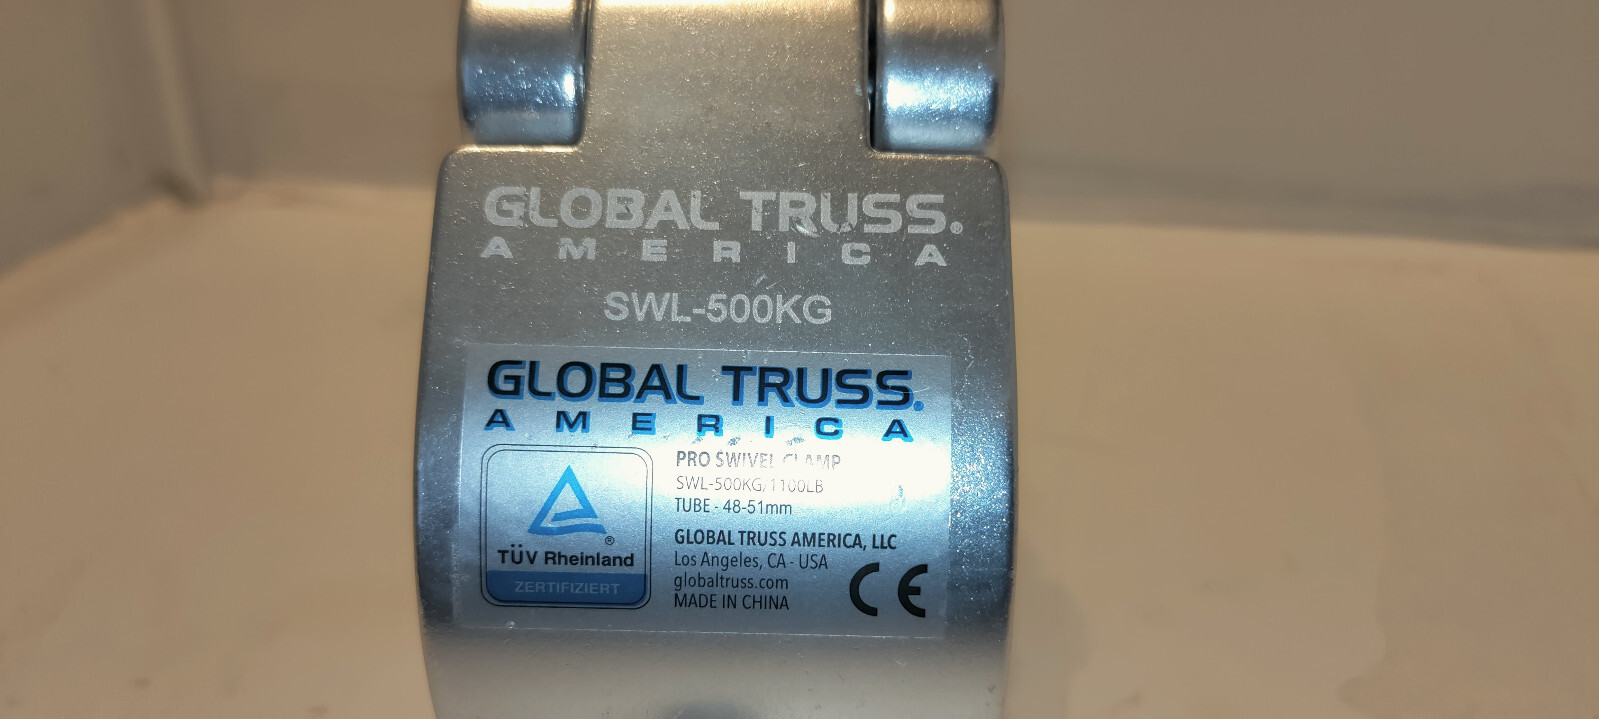 GLOBAL TRUSS®
AMERICA
SWL-500KG
GLOBAL TRUSS®
AMERICA
PRO SWIVEL CLAMP
SWL-500KG/1100LB
TUBE - 48-51mm
GLOBAL TRUSS AMERICA, LLC
Los Angeles, CA - USA
globaltruss.com
MADE IN CHINA
CE
®
TÜV Rheinland
ZERTIFIZIERT